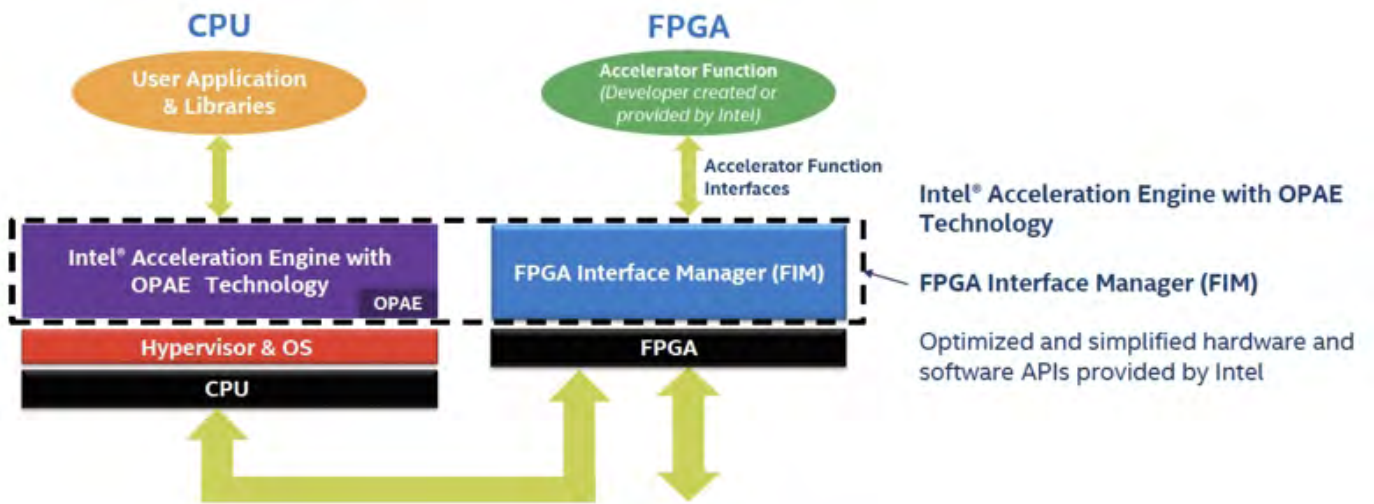 CPU
FPGA
User Application
& Libraries
Accelerator Function
(Developer created or
provided by Intel)
Accelerator Function
Interfaces
Intel® Acceleration Engine with
OPAE Technology
OPAE
FPGA Interface Manager (FIM)
Hypervisor & OS
CPU
FPGA
Intel® Acceleration Engine with OPAE
Technology
FPGA Interface Manager (FIM)
Optimized and simplified hardware and
software APIs provided by Intel